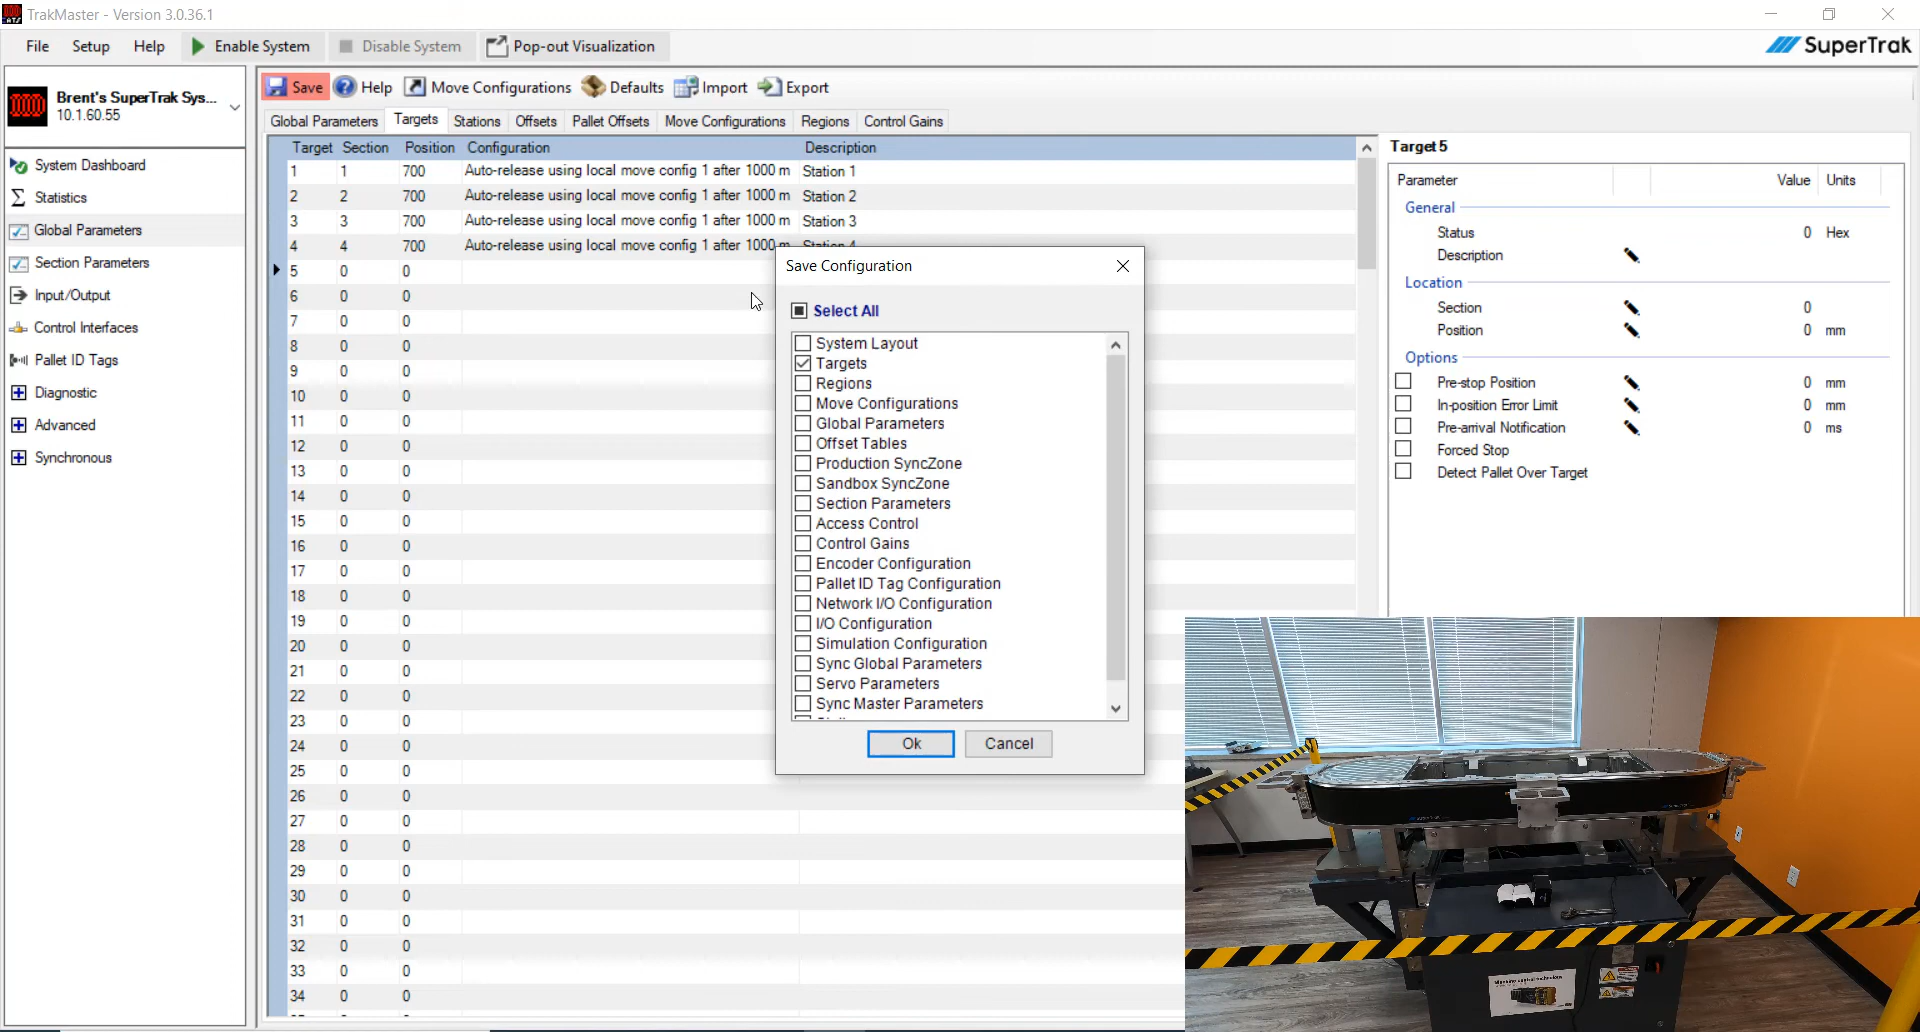 TrakMaster - Version 3.0.36.1
File Setup Help Enable System Disable System Pop-out Visualization
SuperTrak
Brent's SuperTrak Sys...
10.1.60.55
System Dashboard
Statistics
Global Parameters
Section Parameters
Input/Output
Control Interfaces
Pallet ID Tags
Diagnostic
Advanced
Synchronous
Save Help Move Configurations Defaults Import Export
Global Parameters Targets Stations Offsets Pallet Offsets Move Configurations Regions Control Gains
Target Section Position Configuration Description
1 1 700 Auto-release using local move config 1 after 1000 m Station 1
2 2 700 Auto-release using local move config 1 after 1000 m Station 2
3 3 700 Auto-release using local move config 1 after 1000 m Station 3
4 4 700 Auto-release using local move config 1 after 1000 m Station 4
5 0 0
6 0 0
7 0 0
8 0 0
9 0 0
10 0 0
11 0 0
12 0 0
13 0 0
14 0 0
15 0 0
16 0 0
17 0 0
18 0 0
19 0 0
20 0 0
21 0 0
22 0 0
23 0 0
24 0 0
25 0 0
26 0 0
27 0 0
28 0 0
29 0 0
30 0 0
31 0 0
32 0 0
33 0 0
34 0 0
Save Configuration
Select All
System Layout
Targets
Regions
Move Configurations
Global Parameters
Offset Tables
Production SyncZone
Sandbox SyncZone
Section Parameters
Access Control
Control Gains
Encoder Configuration
Pallet ID Tag Configuration
Network I/O Configuration
I/O Configuration
Simulation Configuration
Sync Global Parameters
Servo Parameters
Sync Master Parameters
Ok Cancel
Target 5
Parameter Value Units
General
Status 0 Hex
Description
Location
Section 0
Position 0 mm
Options
Pre-stop Position 0 mm
In-position Error Limit 0 mm
Pre-arrival Notification 0 ms
Forced Stop
Detect Pallet Over Target